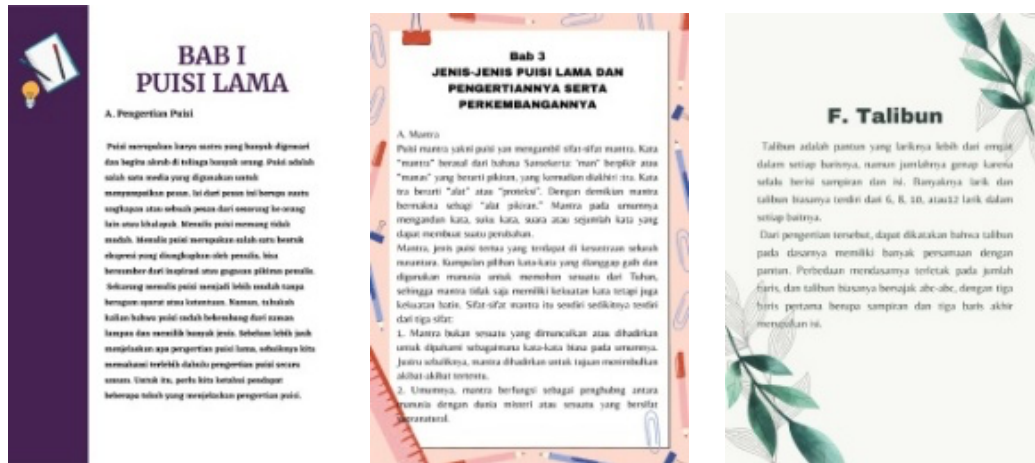 BAB I
PUISI LAMA
A. Pengertian Puisi
Puisi merupakan karya sastra yang banyak digemari
dan begitu akrab di telinga banyak orang. Puisi adalah
salah satu media yang digunakan untuk
menyampaikan pesan. Isi dari pesan ini berupa suatu
ungkapan atau sebuah pesan dari seseorang ke orang
lain atau khalayak. Menulis puisi memang tidak
mudah. Menulis puisi merupakan salah satu bentuk
ekspresi yang diungkapkan oleh penulis, bisa
bersumber dari inspirasi atau gagasan pikiran penulis.
Sekarang menulis puisi menjadi lebih mudah tanpa
beragam syarat atau ketentuan. Namun, tahukah
kalian bahwa puisi sudah berkembang dari zaman
lampau dan memilih banyak jenis. Sebelum lebih jauh
menjelaskan apa pengertian puisi lama, sebaiknya kita
memahami terlebih dahulu pengertian puisi secara
umum. Untuk itu, perlu kita ketahui pendapat
beberapa tokoh yang menjelaskan pengertian puisi.
Bab 3
JENIS-JENIS PUISI LAMA DAN
PENGERTIANNYA SERTA
PERKEMBANGANNYA
A. Mantra
Puisi mantra yakni puisi yan mengambil sifat-sifat mantra. Kata
"mantra" berasal dari bahasa Sansekerta: 'man' berpikir atau
"manas" yang berarti pikiran, yang kemudian diakhiri :tra. Kata
tra berarti "alat" atau "proteksi". Dengan demikian mantra
bermakna sebagi "alat pikiran." Mantra pada umumnya
mengandun kata, suku kata, suara atau sejumlah kata yang
dapat membuat suatu perubahan.
Mantra, jenis puisi tertua yang terdapat di kesustraan seluruh
nusantara. Kumpulan pilihan kata-kata yang dianggap gaib dan
digunakan manusia untuk memohon sesuatu dari Tuhan,
sehingga mantra tidak saja memiliki kekuatan kata tetapi juga
kekuatan batin. Sifat-sifat mantra itu sendiri sedikitnya terdiri
dari tiga sifat:
1. Mantra bukan sesuatu yang dimunculkan atau dihadirkan
untuk dipahami sebagaimana kata-kata biasa pada umumnya.
Justru sebaliknya, mantra dihadirkan untuk tujuan menimbulkan
akibat-akibat tertentu.
2. Umumnya, mantra berfungsi sebagai penghubng antara
manusia dengan dunia misteri atau sesuatu yang bersifat
supranatural.
F. Talibun
Talibun adalah pantun yang lariknya lebih dari empat
dalam setiap barisnya, namun jumlahnya genap karena
selalu berisi sampiran dan isi. Banyaknya larik dan
talibun biasanya terdiri dari 6, 8, 10, atau12 larik dalam
setiap baitnya.
Dari pengertian tersebut, dapat dikatakan bahwa talibun
pada dasarnya memiliki banyak persamaan dengan
pantun. Perbedaan mendasarnya terletak pada jumlah
baris, dan talibun biasanya bersajak abc-abc, dengan tiga
baris pertama berupa sampiran dan tiga baris akhir
merupakan isi.